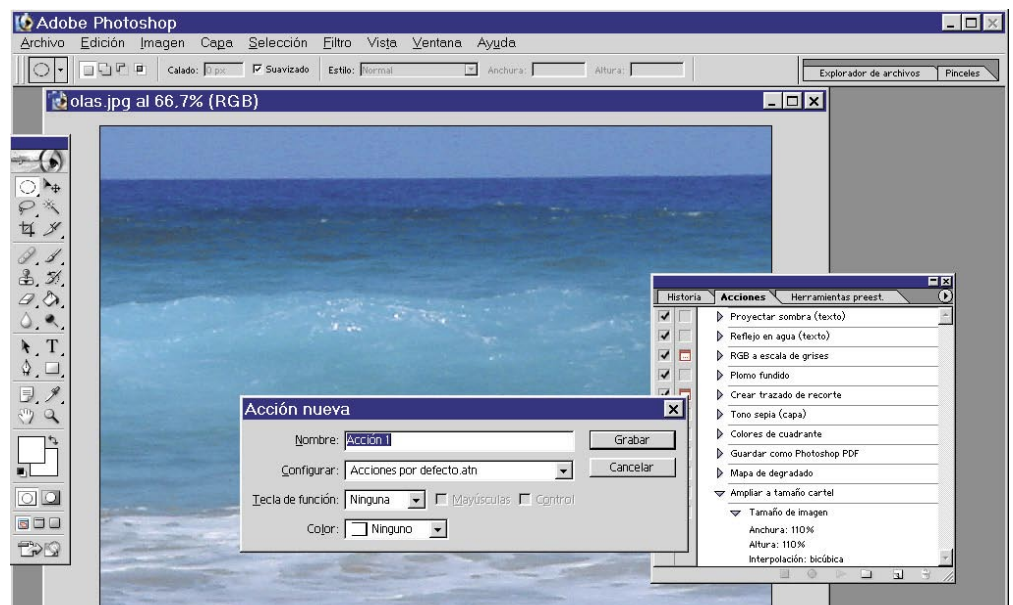 Adobe Photoshop
Archivo Edición Imagen Capa Selección Filtro Vista Ventana Ayuda
Calado: 0 px Suavizado Estilo: Normal Anchura: Altura: Explorador de archivos Pinceles
olas.jpg al 66,7% (RGB)
Historia Acciones Herramientas preest.
Proyectar sombra (texto)
Reflejo en agua (texto)
RGB a escala de grises
Plomo fundido
Crear trazado de recorte
Tono sepia (capa)
Colores de cuadrante
Guardar como Photoshop PDF
Mapa de degradado
Ampliar a tamaño cartel
Tamaño de imagen
Anchura: 110%
Altura: 110%
Interpolación: bicúbica
Acción nueva
Nombre: Acción 1 Grabar
Configurar: Acciones por defecto.atn Cancelar
Tecla de función: Ninguna Mayúsculas Control
Color: Ninguno